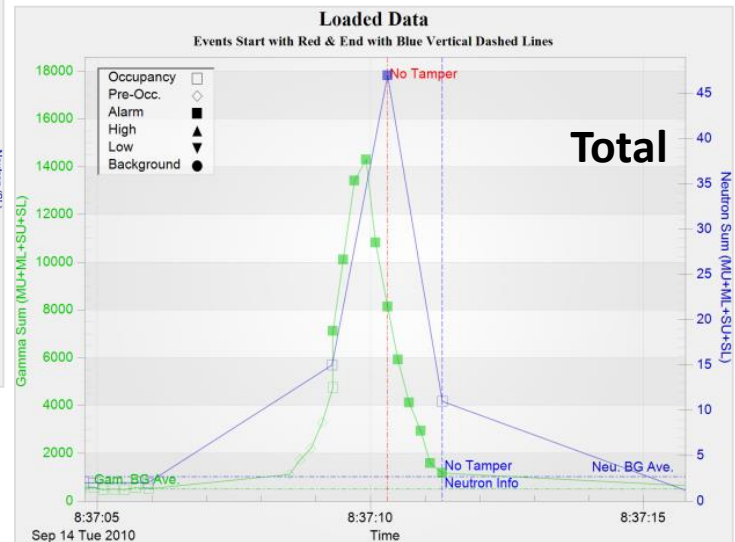 Loaded Data
Events Start with Red & End with Blue Vertical Dashed Lines
Occupancy
Pre-Occ.
Alarm
High
Low
Background
No Tamper
Total
18000
16000
14000
12000
10000
8000
6000
4000
2000
0
Gamma Sum (MU+ML+SU+SL)
45
40
35
30
25
20
15
10
5
0
Neutron Sum (MU+ML+SU+SL)
Gam. BG Ave.
No Tamper
Neutron Info
Neu. BG Ave.
8:37:05
8:37:10
8:37:15
Sep 14 Tue 2010
Time